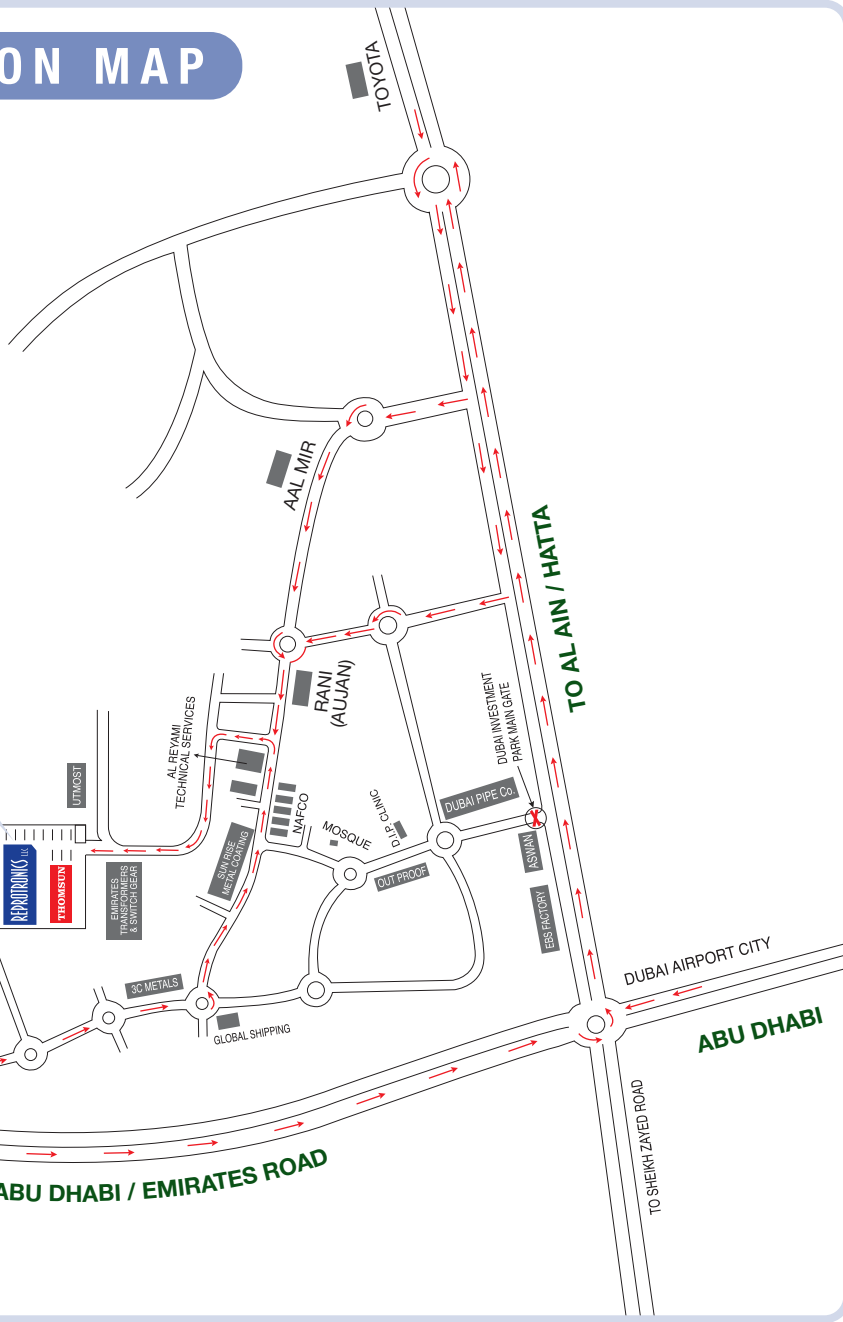 ON MAP
TOYOTA
AAL MIR
TO AL AIN / HATTA
RANI
(AUJAN)
AL REYAMI
TECHNICAL SERVICES
DUBAI INVESTMENT
PARK MAIN GATE
UTMOST
NAFCO
MOSQUE
D.I.P. CLINIC
DUBAI PIPE Co.
SUN RISE
METAL COATING
ASWAN
REPROTRONICS LLC
THOMSUN
EMIRATES
TRANSFORMERS
& SWITCH GEAR
OUT PROOF
EBS FACTORY
3C METALS
DUBAI AIRPORT CITY
GLOBAL SHIPPING
ABU DHABI
TO SHEIKH ZAYED ROAD
ABU DHABI / EMIRATES ROAD